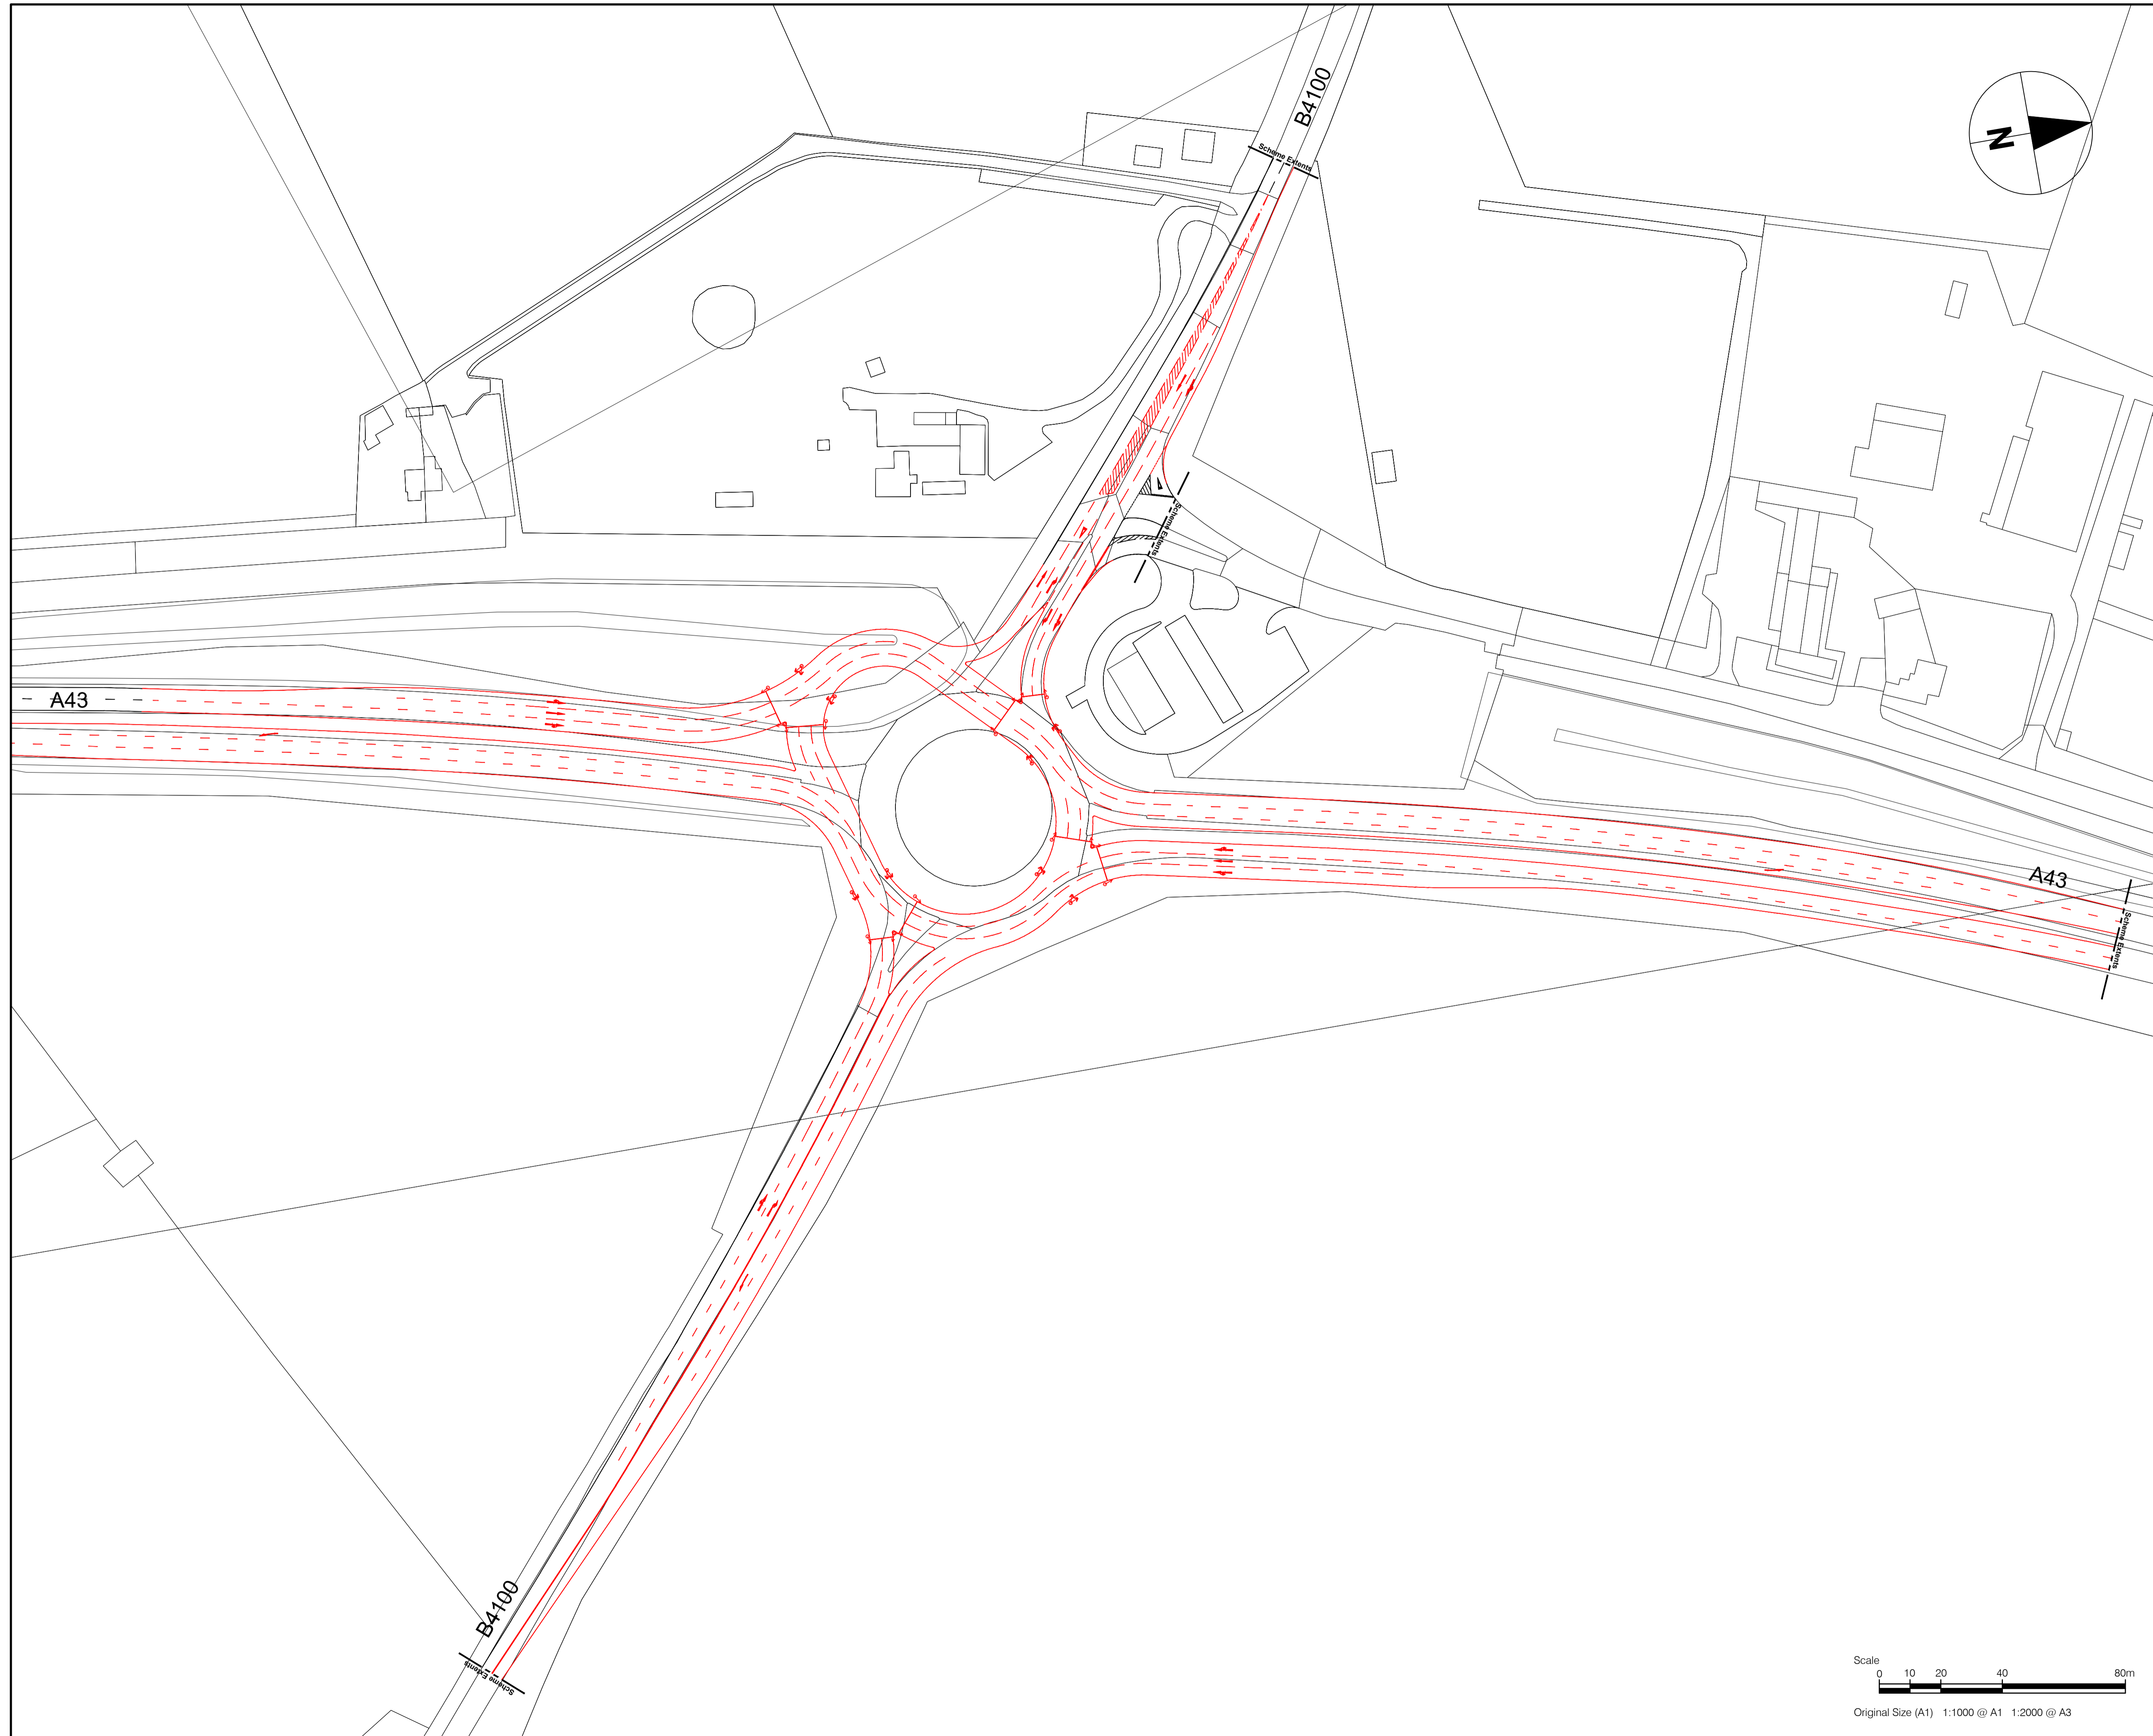 B4100
Scheme Extents
N
Scheme Extents
A43
A43
Scheme Extents
B4100
Scheme Extents
Scale
0 10 20 40 80m
Original Size (A1) 1:1000 @ A1 1:2000 @ A3